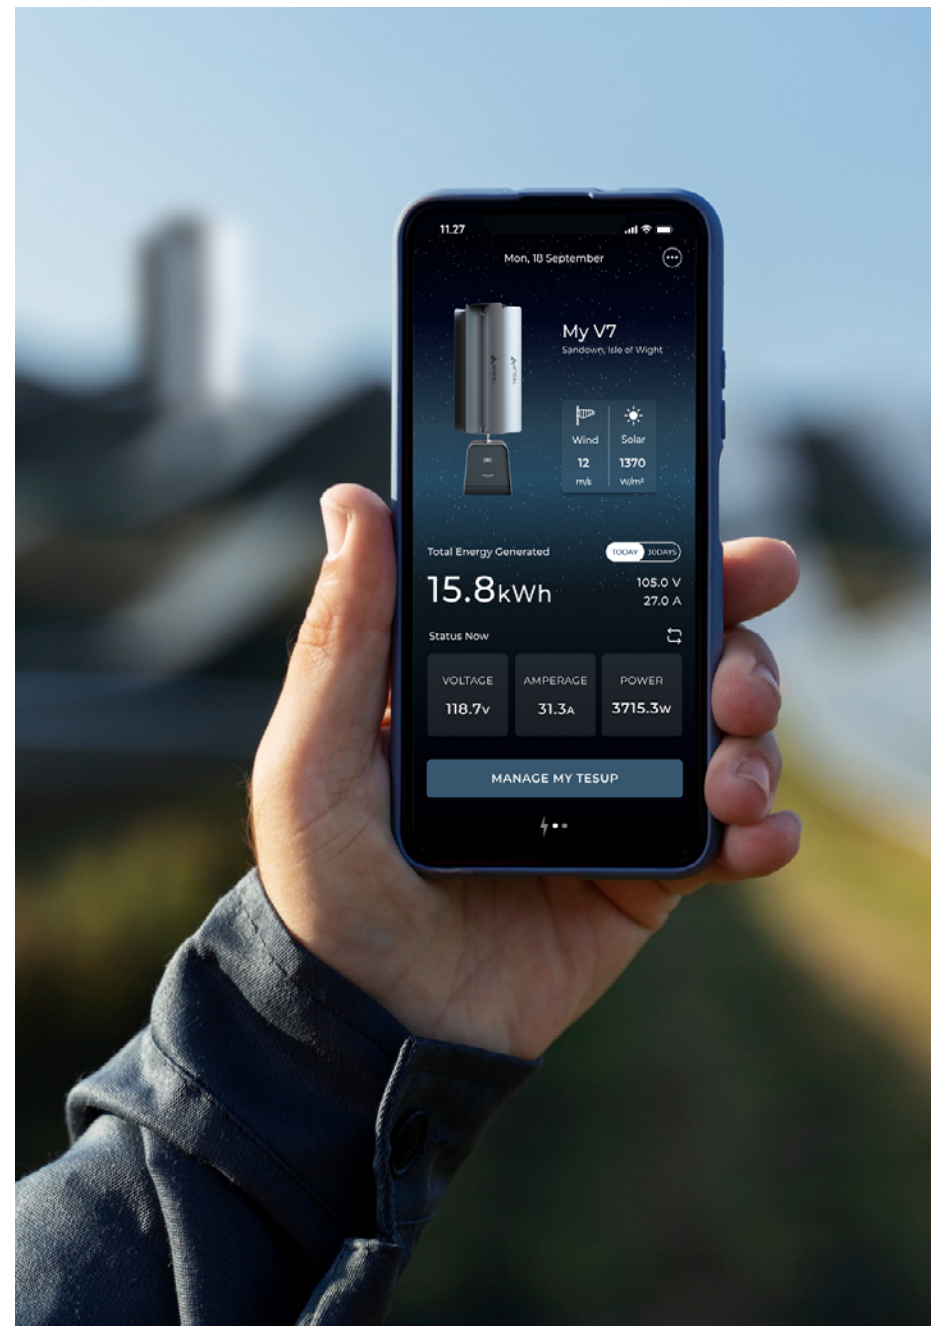 11.27
Mon, 18 September
My V7
Sandown, Isle of Wight
Wind Solar
12 1370
m/s W/m²
Total Energy Generated TODAY 30DAYS
15.8kWh
105.0 V
27.0 A
Status Now
VOLTAGE AMPERAGE POWER
118.7V 31.3A 3715.3W
MANAGE MY TESUP